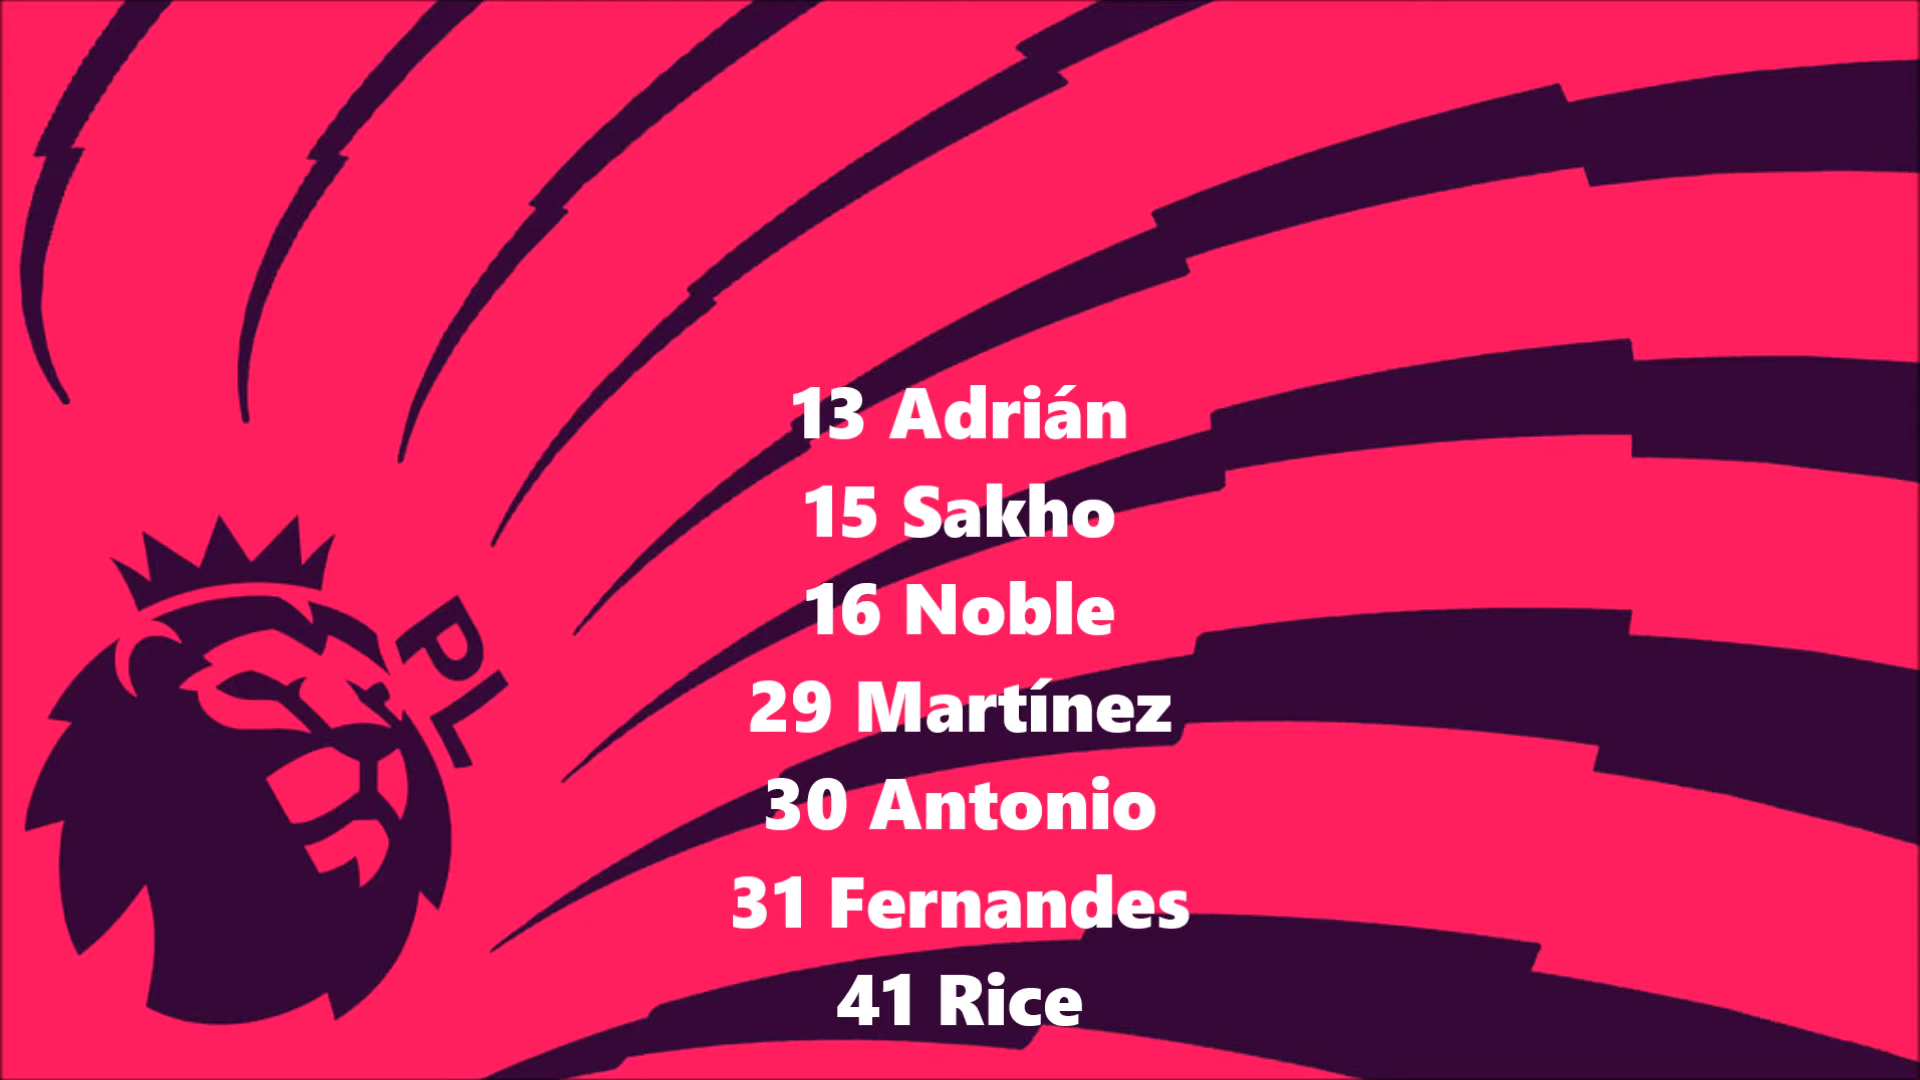 13 Adrián
15 Sakho
16 Noble
PL
29 Martínez
30 Antonio
31 Fernandes
41 Rice